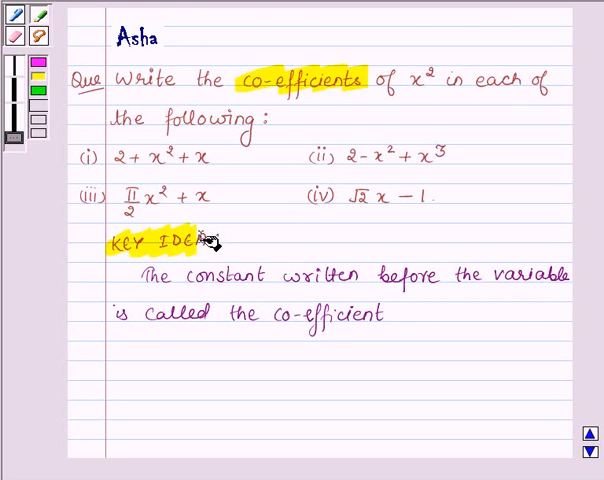 Asha
Que Write the co-efficients of x² in each of
the following:
(i) 2 + x² + x (ii) 2 - x² + x³
(iii) π/2 x² + x (iv) √2 x - 1.
KEY IDEA
The constant written before the variable
is called the co-efficient